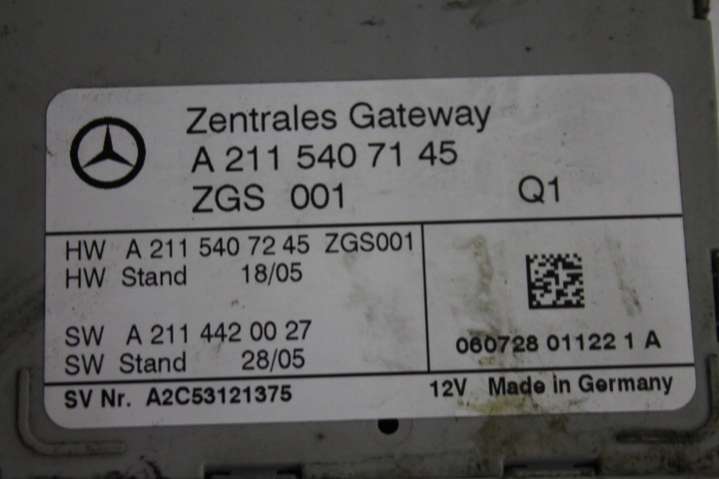 Zentrales Gateway
A 211 540 71 45
ZGS 001 Q1
HW A 211 540 72 45 ZGS001
HW Stand 18/05
SW A 211 442 00 27
SW Stand 28/05
060728 01122 1 A
SV Nr. A2C53121375 12V Made in Germany